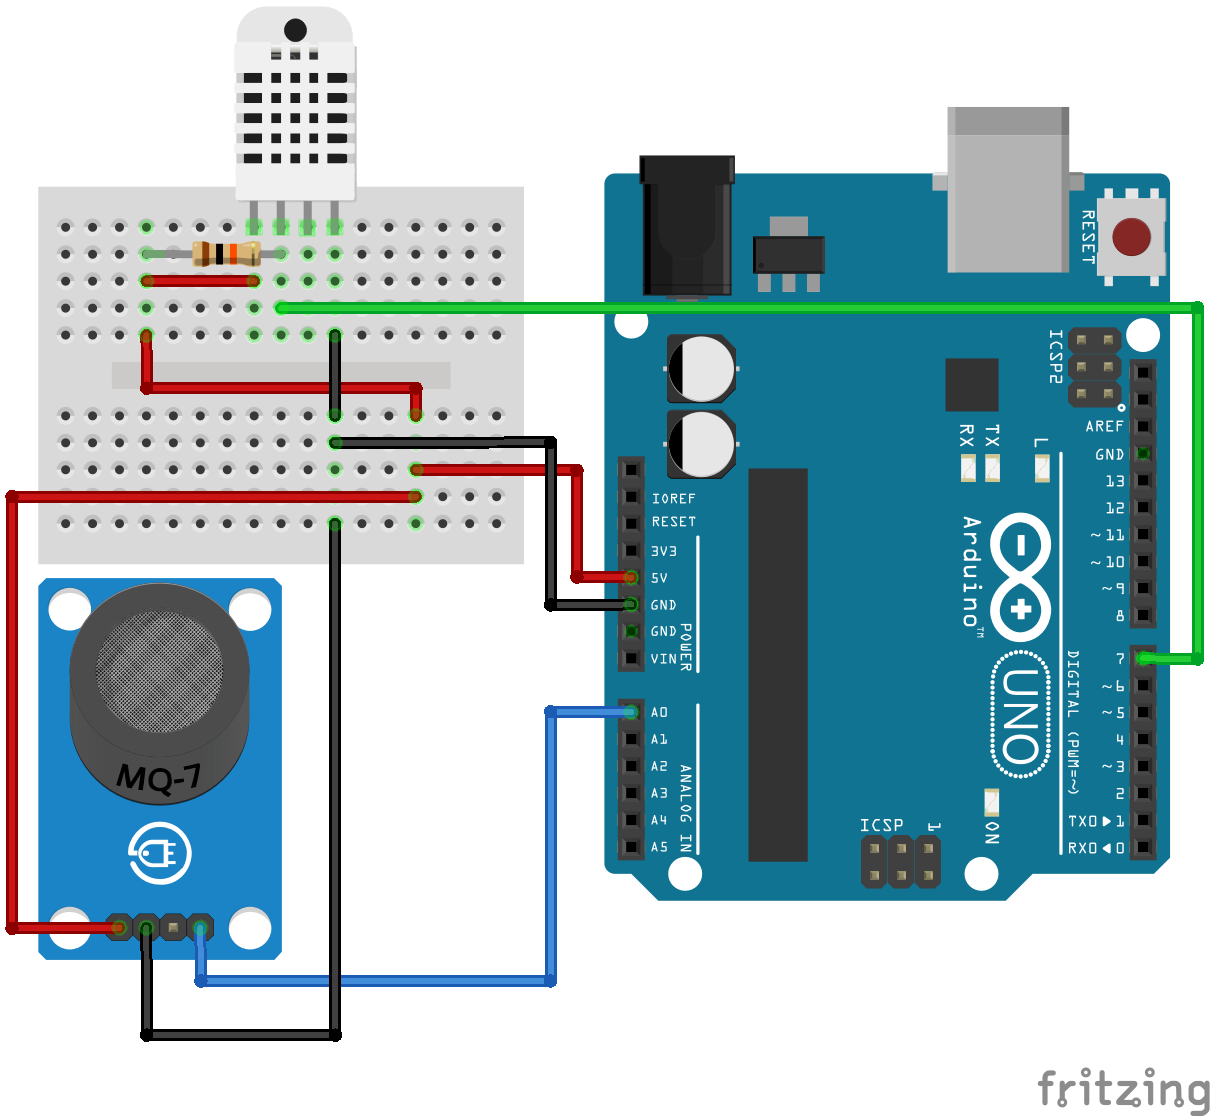 RESET
ICSP2
AREF
GND
13
12
~11
~10
~9
8
L
TX
RX
IOREF
RESET
3V3
5V
GND
GND
VIN
POWER
Arduino™
UNO
7
~6
~5
4
~3
2
TX0▶1
RX0◀0
DIGITAL (PWM=~)
A0
A1
A2
A3
A4
A5
ANALOG IN
ICSP
1
ON
MQ-7
fritzing